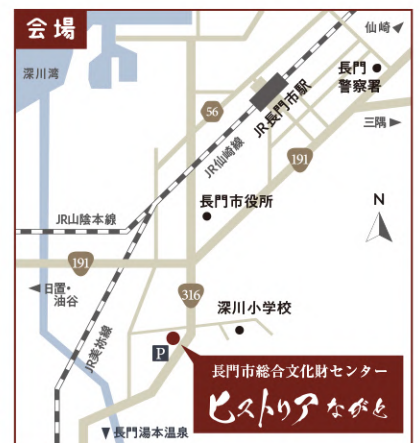 会場
仙崎
深川湾
長門
警察署
56
JR長門市駅
三隅
JR仙崎線
191
長門市役所
N
JR山陰本線
191
日置・
油谷
316
深川小学校
JR美祢線
P
長門市総合文化財センター
ヒストリアながと
長門湯本温泉